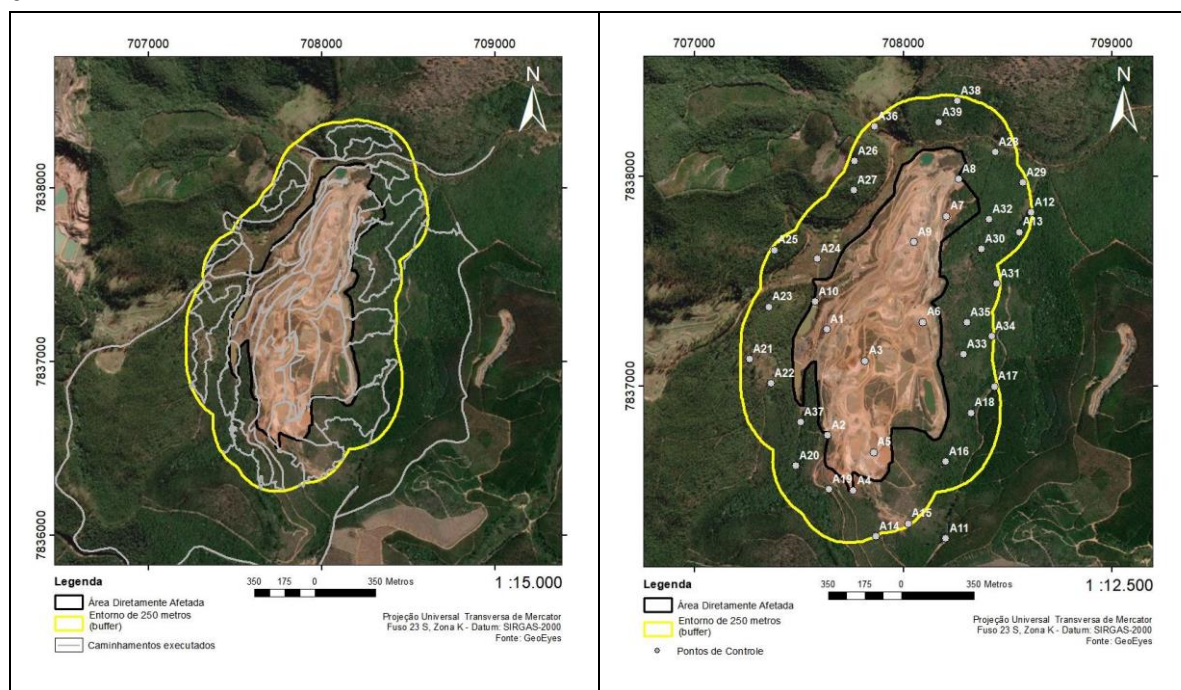 707000 708000 709000
N
7838000
7837000
7836000
Legenda
350 175 0 350 Metros
1 :15.000
Área Diretamente Afetada
Entorno de 250 metros
(buffer)
Caminhamentos executados
Projeção Universal Transversa de Mercator
Fuso 23 S, Zona K - Datum: SIRGAS-2000
Fonte: GeoEyes
707000 708000 709000
N
7838000
7837000
A38
A39
A36
A28
A26
A8
A29
A27
A7
A12
A32
A13
A9
A30
A25
A24
A31
A10
A23
A1
A6
A35
A34
A3
A33
A21
A22
A17
A18
A37
A2
A5
A16
A20
A19
A4
A15
A14
A11
Legenda
350 175 0 350 Metros
1 :12.500
Área Diretamente Afetada
Entorno de 250 metros
(buffer)
Pontos de Controle
Projeção Universal Transversa de Mercator
Fuso 23 S, Zona K - Datum: SIRGAS-2000
Fonte: GeoEyes